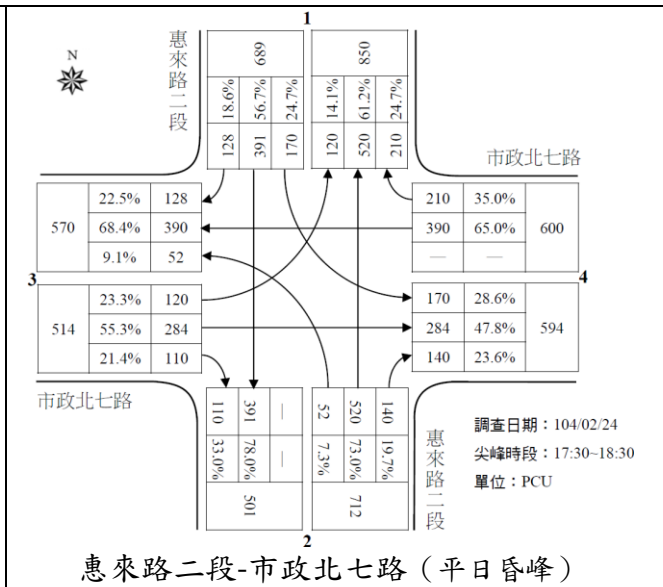 1
N
惠來路二段
689
850
18.6% 56.7% 24.7%
14.1% 61.2% 24.7%
128 391 170
120 520 210
市政北七路
570
22.5% 128
68.4% 390
9.1% 52
210 35.0%
390 65.0%
— —
600
3
4
514
23.3% 120
55.3% 284
21.4% 110
170 28.6%
284 47.8%
140 23.6%
594
市政北七路
110 391 —
52 520 140
33.0% 78.0% —
7.3% 73.0% 19.7%
501
712
惠來路二段
調查日期：104/02/24
尖峰時段：17:30~18:30
單位：PCU
2
惠來路二段-市政北七路（平日昏峰）